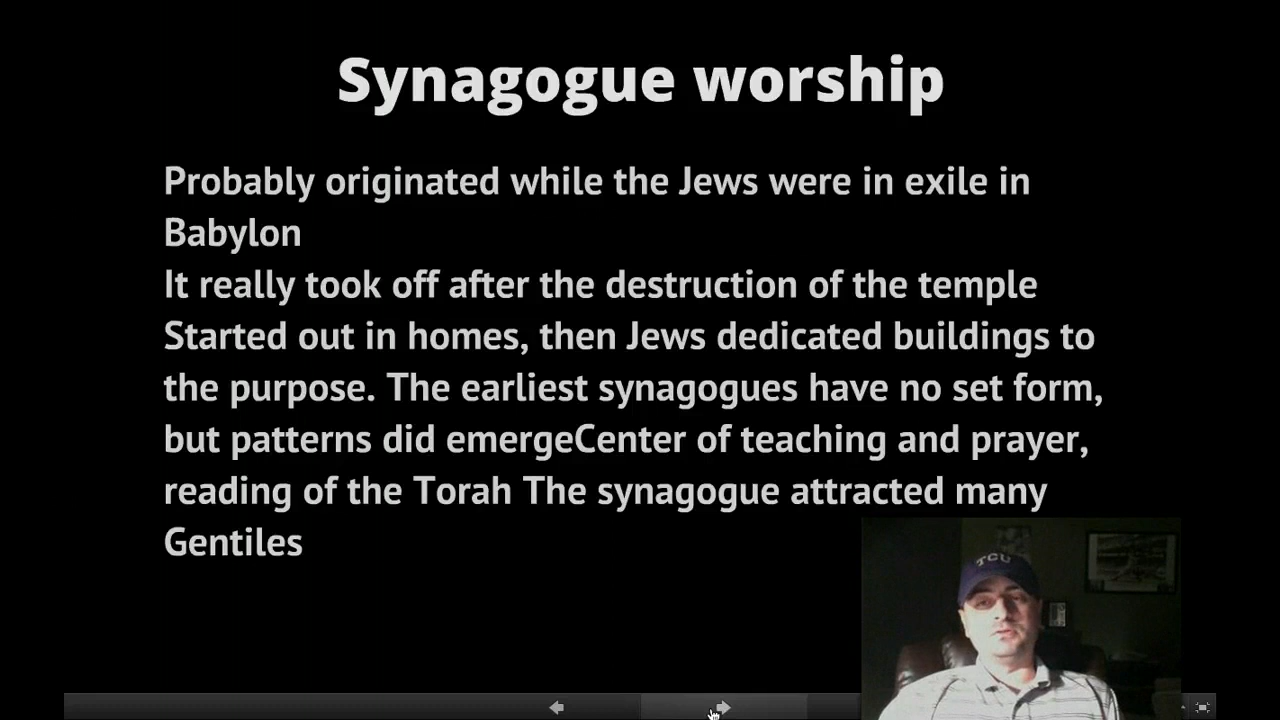 Synagogue worship
Probably originated while the Jews were in exile in
Babylon
It really took off after the destruction of the temple
Started out in homes, then Jews dedicated buildings to
the purpose. The earliest synagogues have no set form,
but patterns did emergeCenter of teaching and prayer,
reading of the Torah The synagogue attracted many
Gentiles
TCU